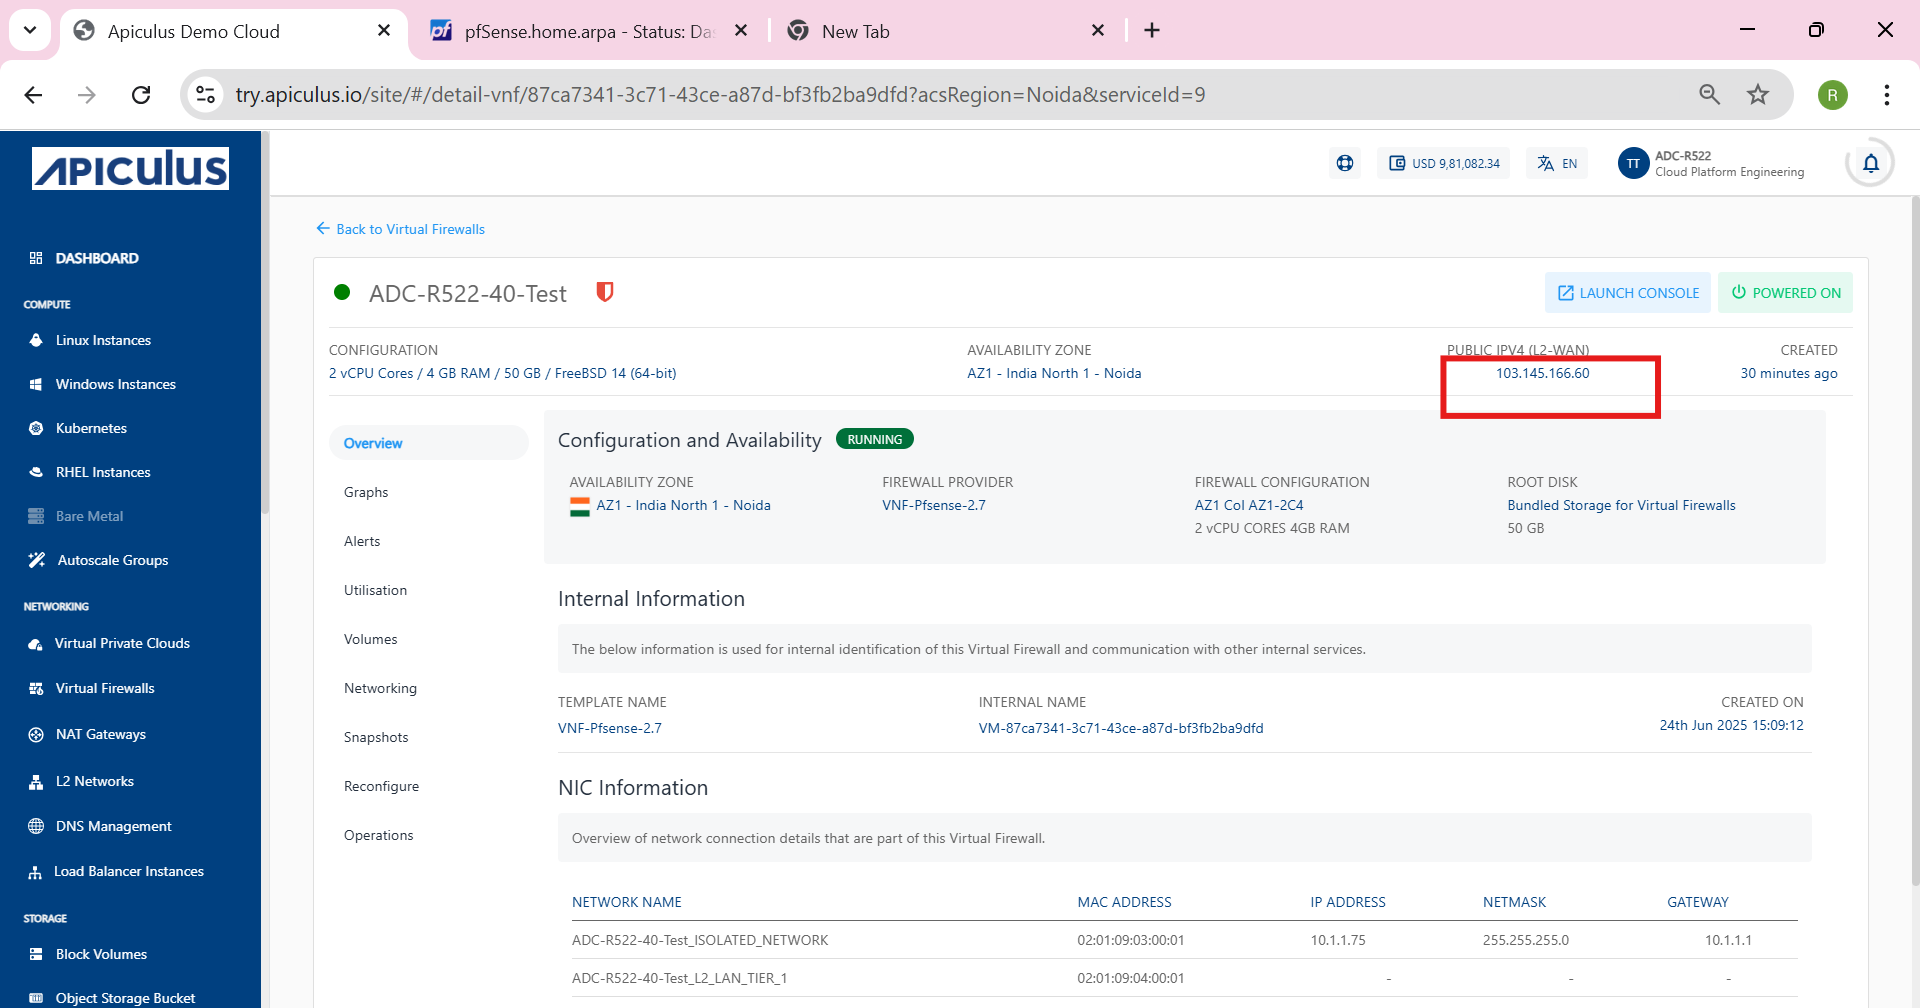 Apiculus Demo Cloud
pfSense.home.arpa - Status: Da
New Tab
try.apiculus.io/site/#/detail-vnf/87ca7341-3c71-43ce-a87d-bf3fb2ba9dfd?acsRegion=Noida&serviceId=9
R
APICULUS
USD 9,81,082.34
EN
TT
ADC-R522
Cloud Platform Engineering
DASHBOARD
COMPUTE
Linux Instances
Windows Instances
Kubernetes
RHEL Instances
Bare Metal
Autoscale Groups
NETWORKING
Virtual Private Clouds
Virtual Firewalls
NAT Gateways
L2 Networks
DNS Management
Load Balancer Instances
STORAGE
Block Volumes
Object Storage Bucket
Back to Virtual Firewalls
ADC-R522-40-Test
LAUNCH CONSOLE
POWERED ON
CONFIGURATION
2 vCPU Cores / 4 GB RAM / 50 GB / FreeBSD 14 (64-bit)
AVAILABILITY ZONE
AZ1 - India North 1 - Noida
PUBLIC IPV4 (L2-WAN)
103.145.166.60
CREATED
30 minutes ago
Overview
Graphs
Alerts
Utilisation
Volumes
Networking
Snapshots
Reconfigure
Operations
Configuration and Availability RUNNING
AVAILABILITY ZONE
AZ1 - India North 1 - Noida
FIREWALL PROVIDER
VNF-Pfsense-2.7
FIREWALL CONFIGURATION
AZ1 Col AZ1-2C4
2 vCPU CORES 4GB RAM
ROOT DISK
Bundled Storage for Virtual Firewalls
50 GB
Internal Information
The below information is used for internal identification of this Virtual Firewall and communication with other internal services.
TEMPLATE NAME
VNF-Pfsense-2.7
INTERNAL NAME
VM-87ca7341-3c71-43ce-a87d-bf3fb2ba9dfd
CREATED ON
24th Jun 2025 15:09:12
NIC Information
Overview of network connection details that are part of this Virtual Firewall.
NETWORK NAME MAC ADDRESS IP ADDRESS NETMASK GATEWAY
ADC-R522-40-Test_ISOLATED_NETWORK 02:01:09:03:00:01 10.1.1.75 255.255.255.0 10.1.1.1
ADC-R522-40-Test_L2_LAN_TIER_1 02:01:09:04:00:01 - - -